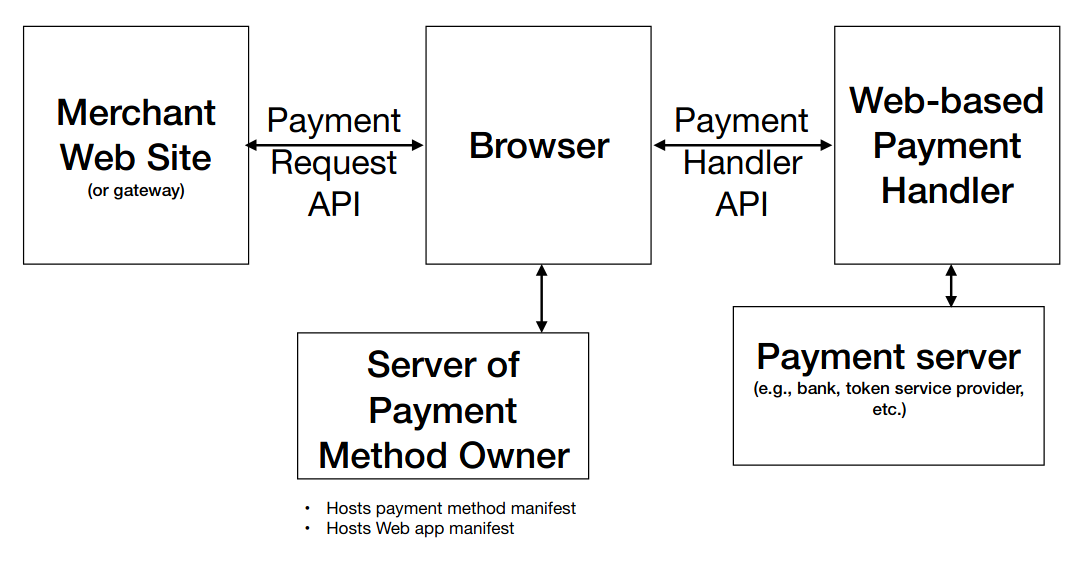 Merchant
Web Site
(or gateway)
Payment
Request
API
Browser
Payment
Handler
API
Web-based
Payment
Handler
Server of
Payment
Method Owner
• Hosts payment method manifest
• Hosts Web app manifest
Payment server
(e.g., bank, token service provider,
etc.)